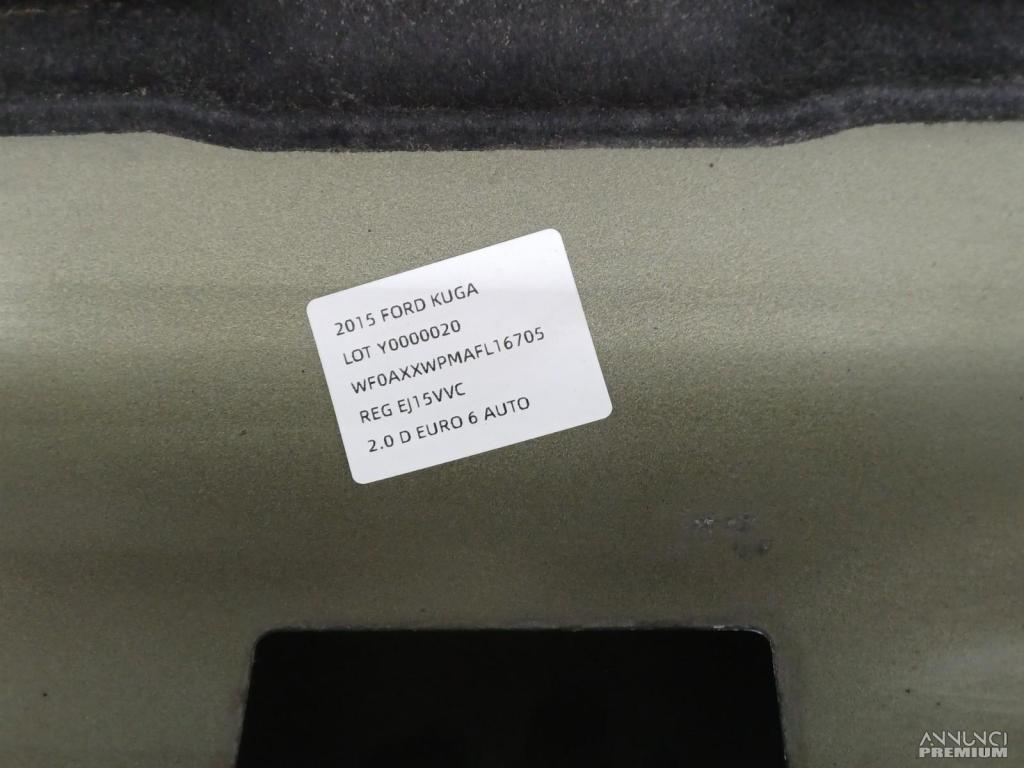 2015 FORD KUGA
LOT Y0000020
WF0AXXWPMAFL16705
REG EJ15VVC
2.0 D EURO 6 AUTO
ANNUNCI
PREMIUM